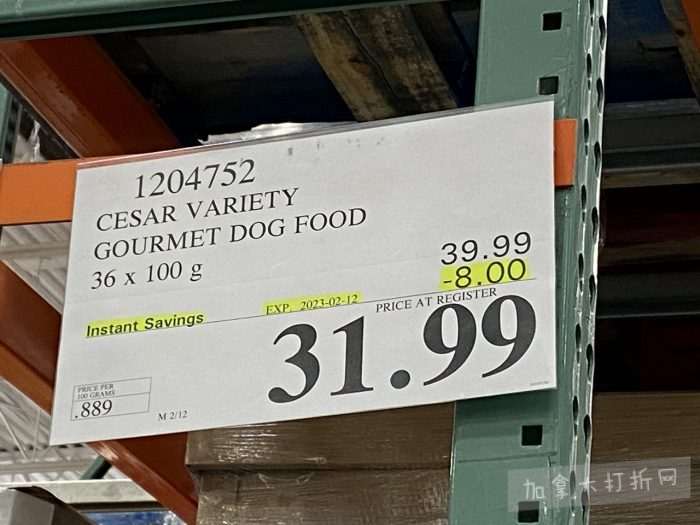 1204752
CESAR VARIETY
GOURMET DOG FOOD
36 x 100 g
39.99
-8.00
Instant Savings
EXP. 2023-02-12
PRICE AT REGISTER
31.99
PRICE PER
100 GRAMS
.889
M 2/12
加拿大打折网